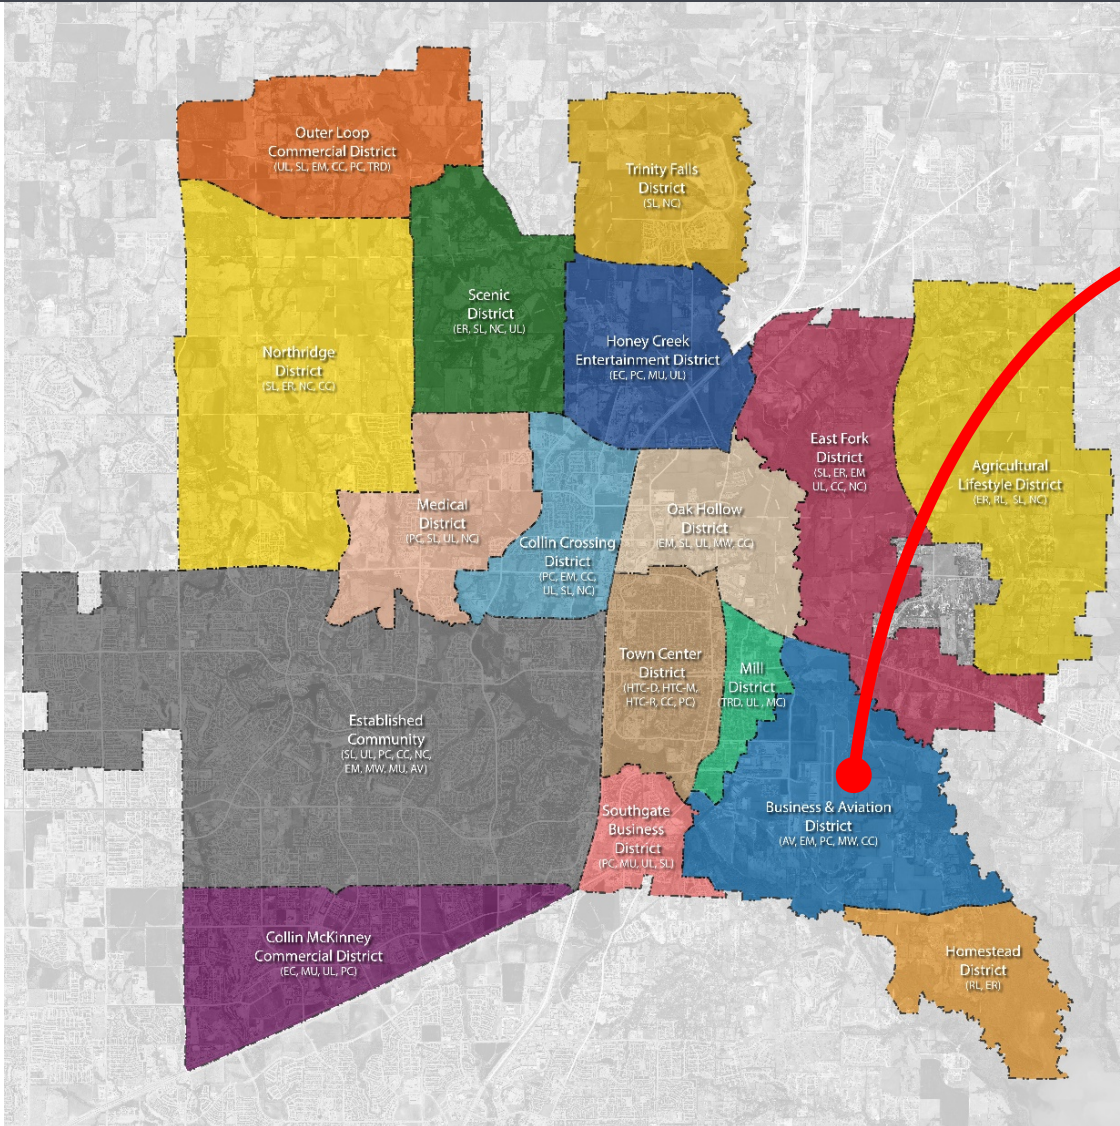 Outer Loop
Commercial District
(UL, SL, EM, CC, PC, TRD)
Trinity Falls
District
(SL, NC)
Scenic
District
(ER, SL, NC, UL)
Northridge
District
(SL, ER, NC, CC)
Honey Creek
Entertainment District
(EC, PC, MU, UL)
East Fork
District
(SL, ER, EM
UL, CC, NC)
Agricultural
Lifestyle District
(ER, RL, SL, NC)
Medical
District
(PC, SL, UL, NC)
Collin Crossing
District
(PC, EM, CC,
UL, SL, NC)
Oak Hollow
District
(EM, SL, UL, MW, CC)
Town Center
District
(HTC-D, HTC-M,
HTC-R, CC, PC)
Mill
District
(TRD, UL , MC)
Established
Community
(SL, UL, PC, CC, NC,
EM, MW, MU, AV)
Southgate
Business
District
(PC, MU, UL, SL)
Business & Aviation
District
(AV, EM, PC, MW, CC)
Collin McKinney
Commercial District
(EC, MU, UL, PC)
Homestead
District
(RL, ER)